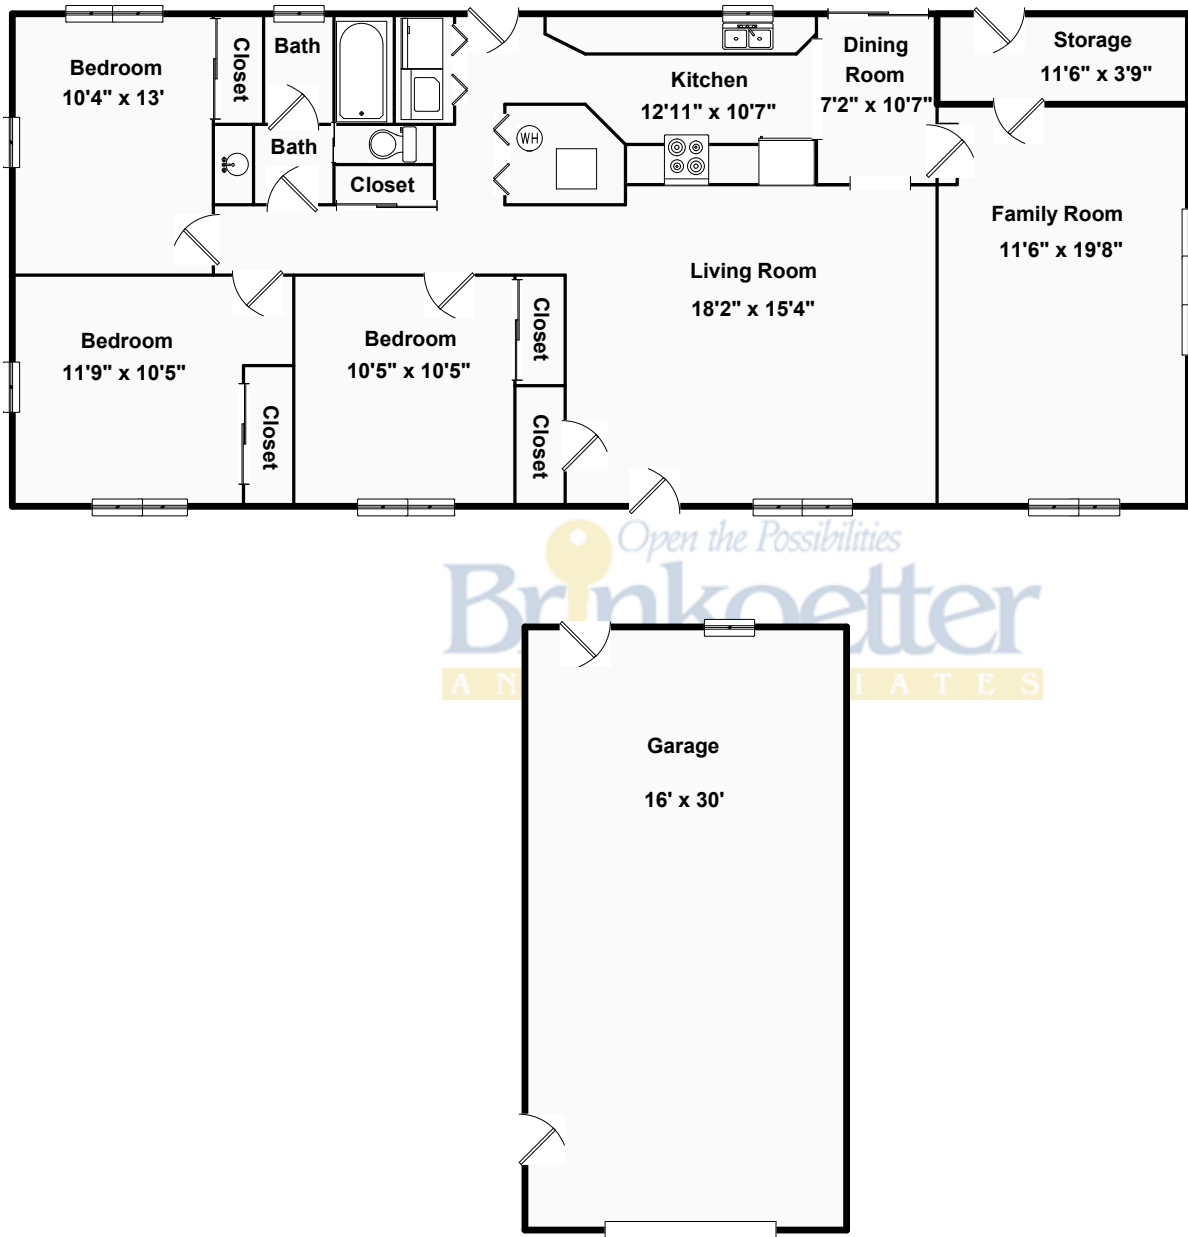 Bedroom
10'4" x 13'
Closet
Bath
Bath
Closet
WH
Kitchen
12'11" x 10'7"
Dining
Room
7'2" x 10'7"
Storage
11'6" x 3'9"
Family Room
11'6" x 19'8"
Living Room
18'2" x 15'4"
Bedroom
11'9" x 10'5"
Closet
Bedroom
10'5" x 10'5"
Closet
Closet
Open the Possibilities
Brinkoetter
AN IATES
Garage
16' x 30'